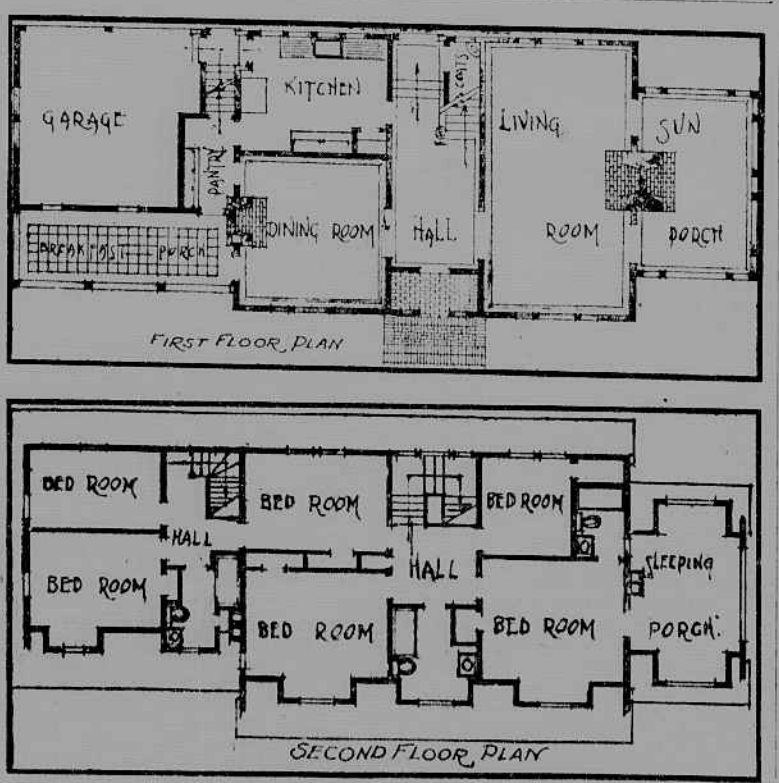 KITCHEN
COATS
GARAGE
LIVING
SUN
FOR
PANTRY
DINING ROOM
HALL
ROOM
PORCH
BREAKFAST PORCH
FIRST FLOOR PLAN
BED ROOM
BED ROOM
BED ROOM
HALL
HALL
SLEEPING
BED ROOM
BED ROOM
BED ROOM
PORCH.
SECOND FLOOR PLAN